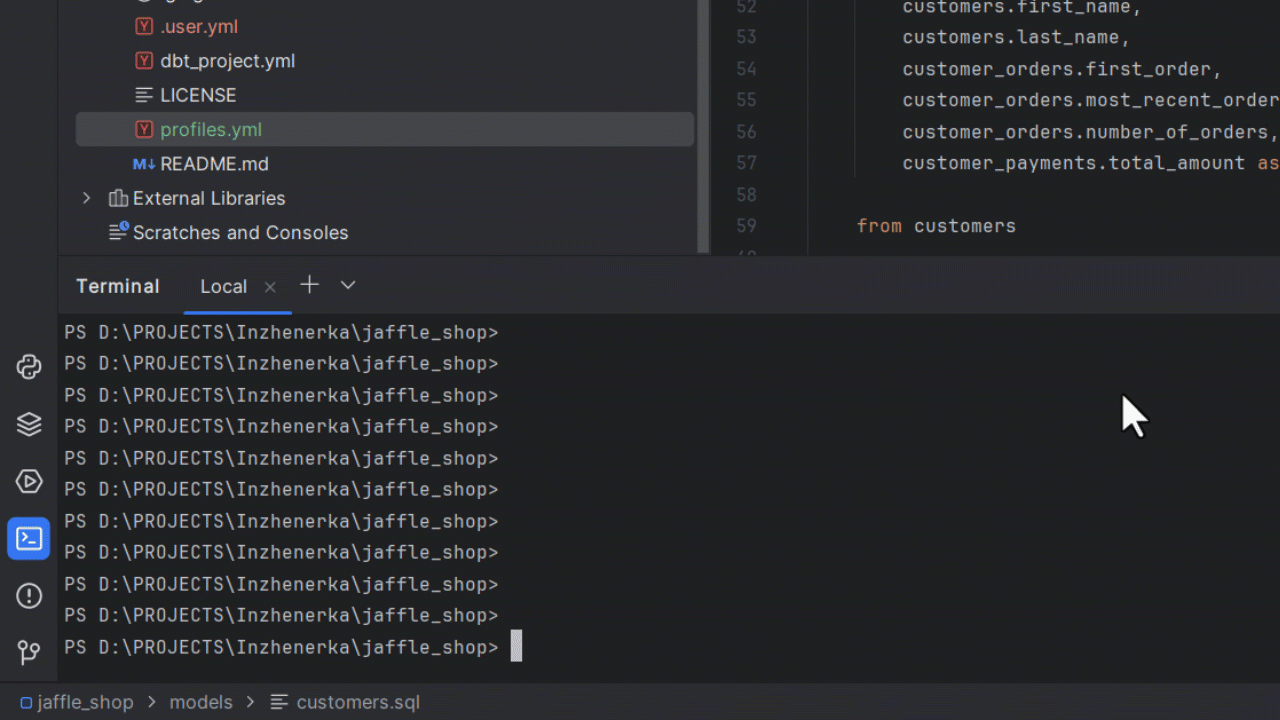 .user.yml
dbt_project.yml
LICENSE
profiles.yml
M↓ README.md
External Libraries
Scratches and Consoles
52 customers.first_name,
53 customers.last_name,
54 customer_orders.first_order,
55 customer_orders.most_recent_order
56 customer_orders.number_of_orders,
57 customer_payments.total_amount as
58
59 from customers
Terminal Local
PS D:\PROJECTS\Inzhenerka\jaffle_shop>
PS D:\PROJECTS\Inzhenerka\jaffle_shop>
PS D:\PROJECTS\Inzhenerka\jaffle_shop>
PS D:\PROJECTS\Inzhenerka\jaffle_shop>
PS D:\PROJECTS\Inzhenerka\jaffle_shop>
PS D:\PROJECTS\Inzhenerka\jaffle_shop>
PS D:\PROJECTS\Inzhenerka\jaffle_shop>
PS D:\PROJECTS\Inzhenerka\jaffle_shop>
PS D:\PROJECTS\Inzhenerka\jaffle_shop>
PS D:\PROJECTS\Inzhenerka\jaffle_shop>
PS D:\PROJECTS\Inzhenerka\jaffle_shop>
jaffle_shop > models > customers.sql